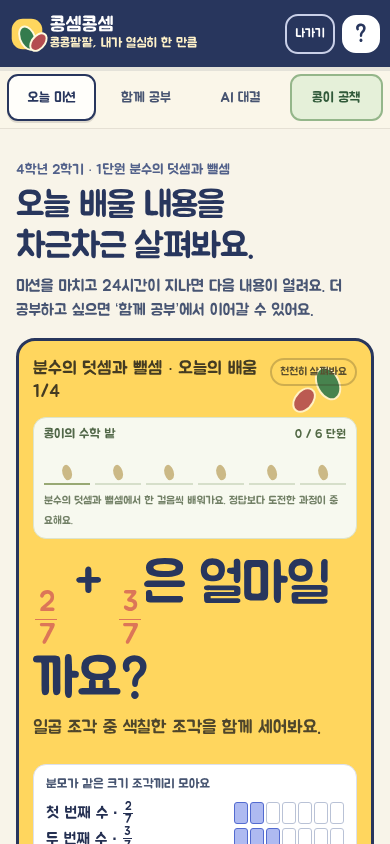 콩셈콩셈
콩콩팥팥, 내가 열심히 한 만큼
나가기
?
오늘 미션
함께 공부
AI 대결
콩이 공책
4학년 2학기 · 1단원 분수의 덧셈과 뺄셈
오늘 배울 내용을
차근차근 살펴봐요.
미션을 마치고 24시간이 지나면 다음 내용이 열려요. 더
공부하고 싶으면 ‘함께 공부’에서 이어갈 수 있어요.
분수의 덧셈과 뺄셈 · 오늘의 배움
1/4
천천히 살펴봐요
콩이의 수학 밭
0 / 6 단원
분수의 덧셈과 뺄셈에서 한 걸음씩 배워가요. 정답보다 도전한 과정이 중
요해요.
2/7 + 3/7은 얼마일
까요?
일곱 조각 중 색칠한 조각을 함께 세어봐요.
분모가 같은 크기 조각끼리 모아요
첫 번째 수 · 2/7
두 번째 수 · 3/7